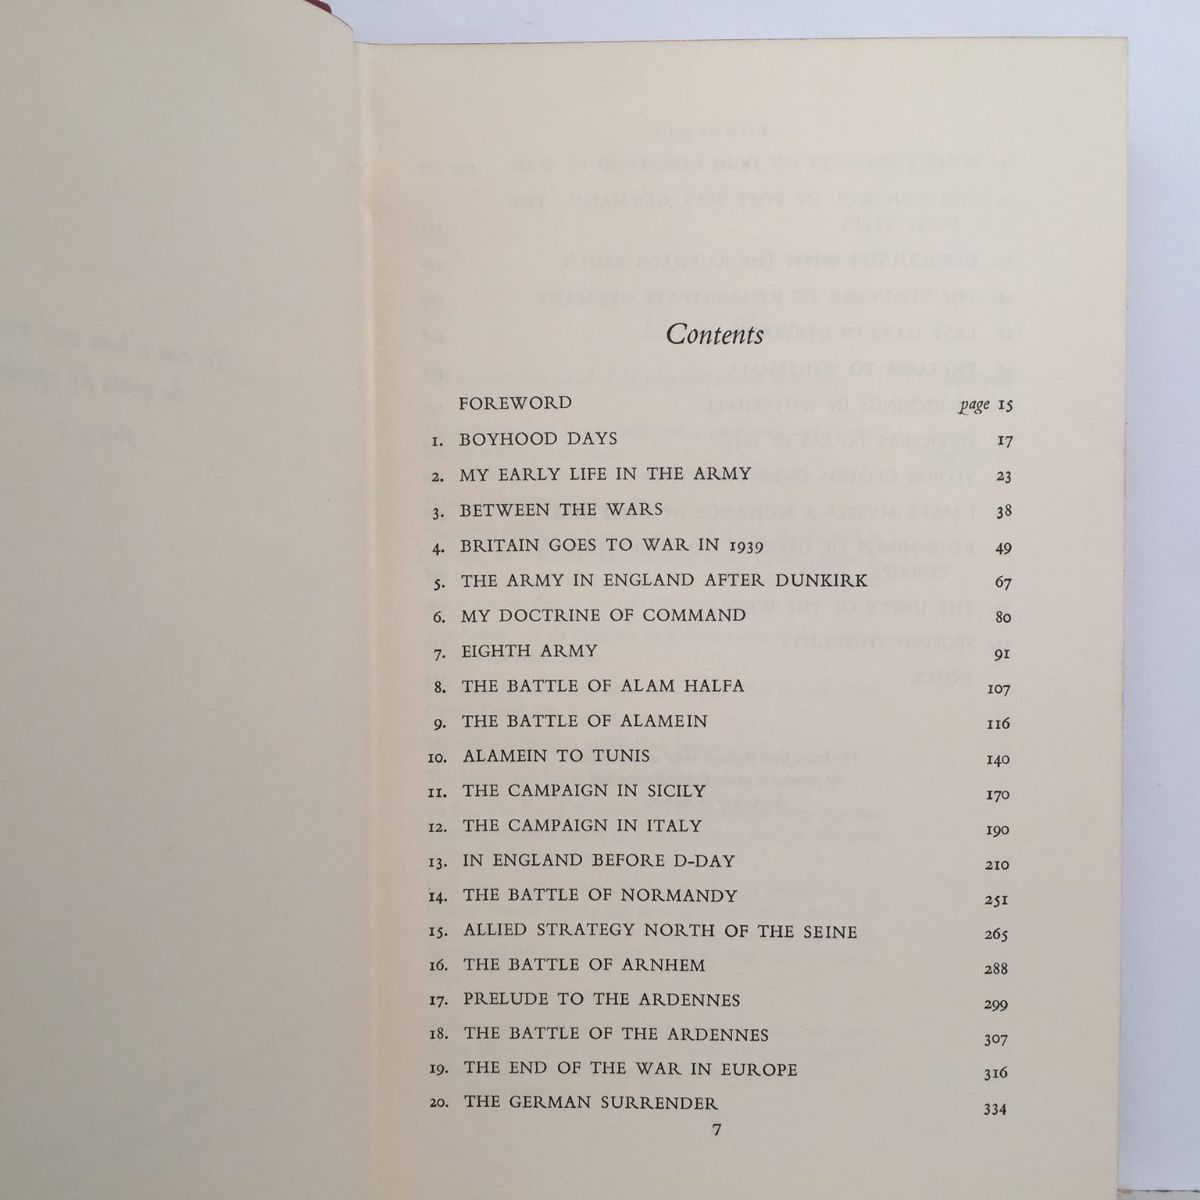 Contents
FOREWORD page 15
1. BOYHOOD DAYS 17
2. MY EARLY LIFE IN THE ARMY 23
3. BETWEEN THE WARS 38
4. BRITAIN GOES TO WAR IN 1939 49
5. THE ARMY IN ENGLAND AFTER DUNKIRK 67
6. MY DOCTRINE OF COMMAND 80
7. EIGHTH ARMY 91
8. THE BATTLE OF ALAM HALFA 107
9. THE BATTLE OF ALAMEIN 116
10. ALAMEIN TO TUNIS 140
11. THE CAMPAIGN IN SICILY 170
12. THE CAMPAIGN IN ITALY 190
13. IN ENGLAND BEFORE D-DAY 210
14. THE BATTLE OF NORMANDY 251
15. ALLIED STRATEGY NORTH OF THE SEINE 265
16. THE BATTLE OF ARNHEM 288
17. PRELUDE TO THE ARDENNES 299
18. THE BATTLE OF THE ARDENNES 307
19. THE END OF THE WAR IN EUROPE 316
20. THE GERMAN SURRENDER 334
7